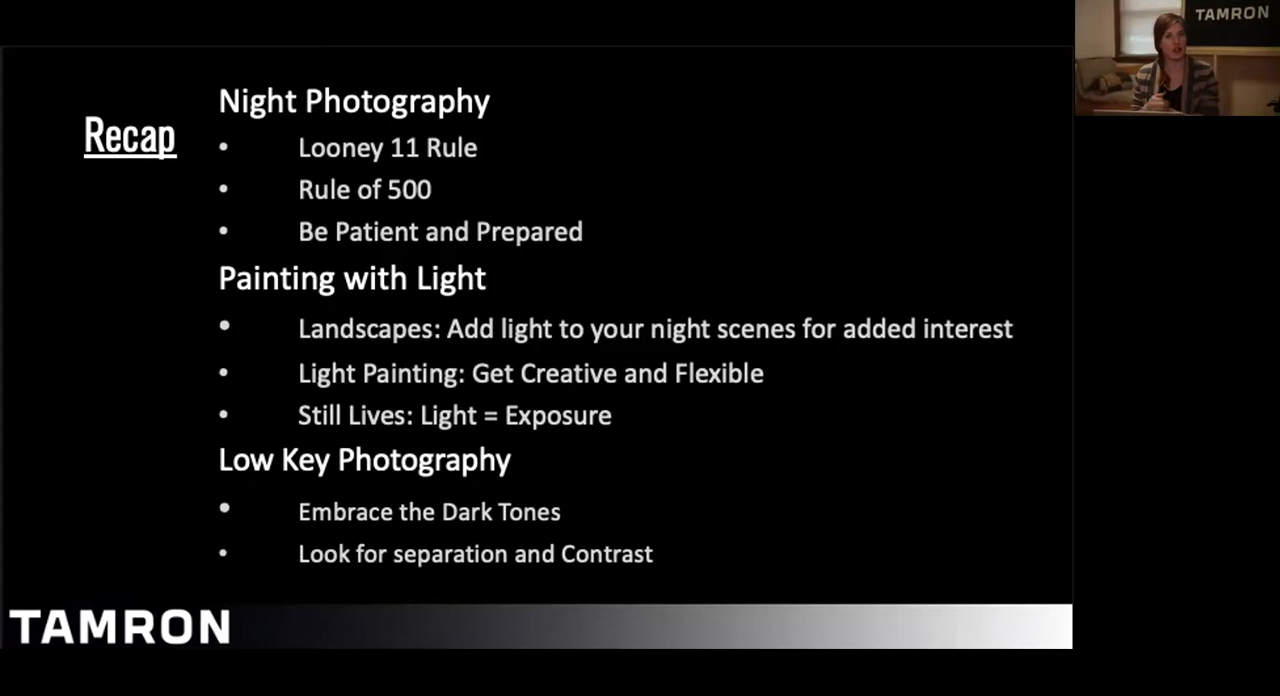 TAMRON
Recap
Night Photography
• Looney 11 Rule
• Rule of 500
• Be Patient and Prepared
Painting with Light
• Landscapes: Add light to your night scenes for added interest
• Light Painting: Get Creative and Flexible
• Still Lives: Light = Exposure
Low Key Photography
• Embrace the Dark Tones
• Look for separation and Contrast
TAMRON